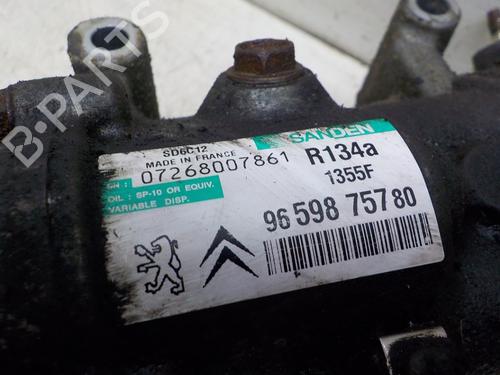 B-PARTS
SD6C12
MADE IN FRANCE
SN: 07268007861
OIL: SP-10 OR EQUIV.
VARIABLE DISP.
SANDEN
R134a
1355F
96 598 757 80